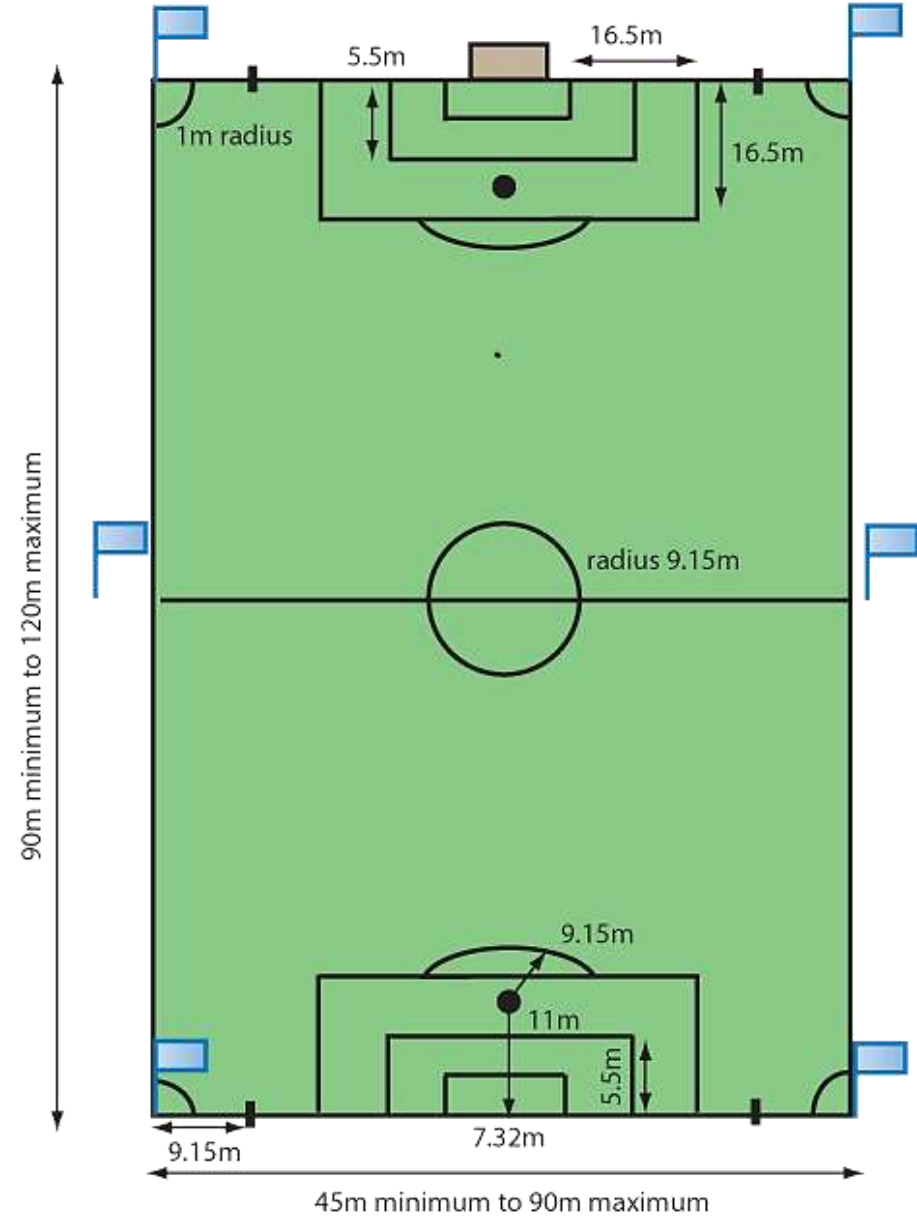 16.5m
5.5m
1m radius
16.5m
90m minimum to 120m maximum
radius 9.15m
9.15m
11m
5.5m
7.32m
9.15m
45m minimum to 90m maximum